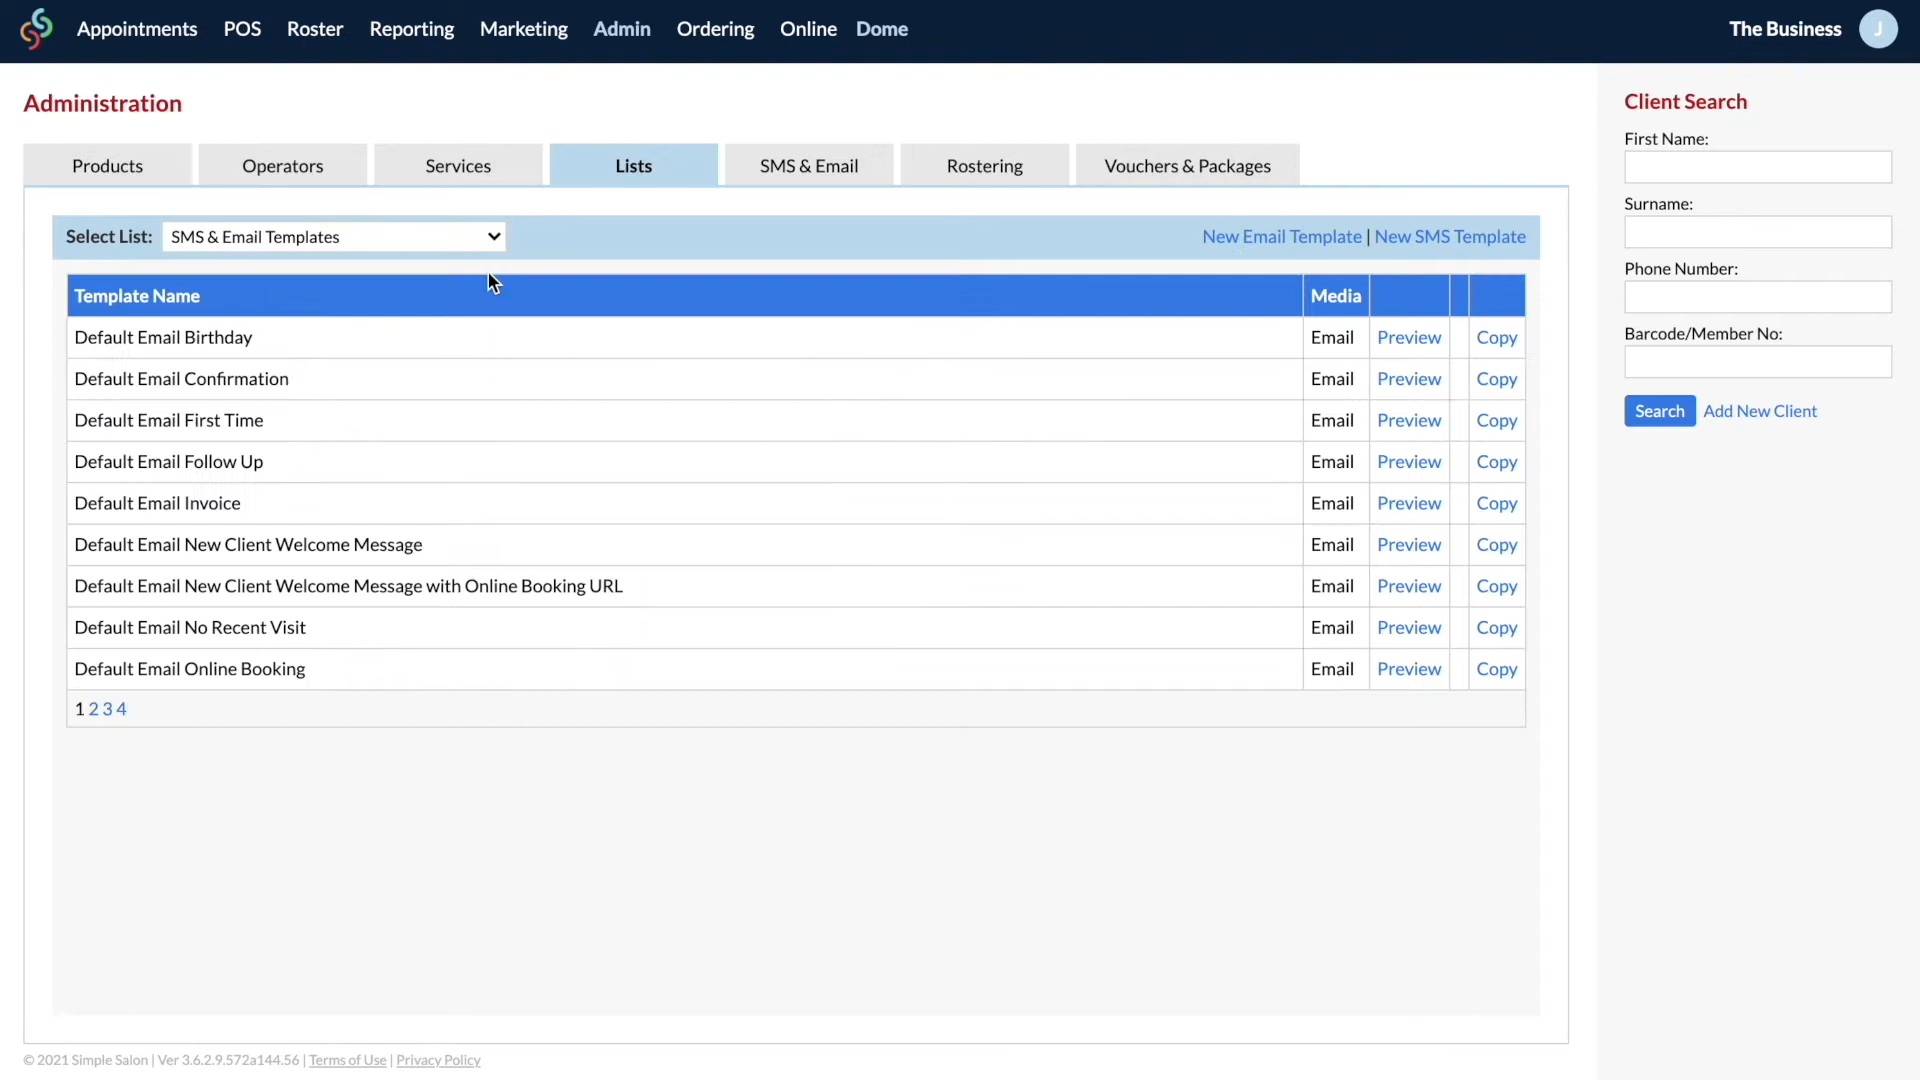 Appointments POS Roster Reporting Marketing Admin Ordering Online Dome The Business J
Administration
Products Operators Services Lists SMS & Email Rostering Vouchers & Packages
Select List: SMS & Email Templates New Email Template | New SMS Template
Template Name Media
Default Email Birthday Email Preview Copy
Default Email Confirmation Email Preview Copy
Default Email First Time Email Preview Copy
Default Email Follow Up Email Preview Copy
Default Email Invoice Email Preview Copy
Default Email New Client Welcome Message Email Preview Copy
Default Email New Client Welcome Message with Online Booking URL Email Preview Copy
Default Email No Recent Visit Email Preview Copy
Default Email Online Booking Email Preview Copy
1 2 3 4
Client Search
First Name:
Surname:
Phone Number:
Barcode/Member No:
Search Add New Client
© 2021 Simple Salon | Ver 3.6.2.9.572a144.56 | Terms of Use | Privacy Policy